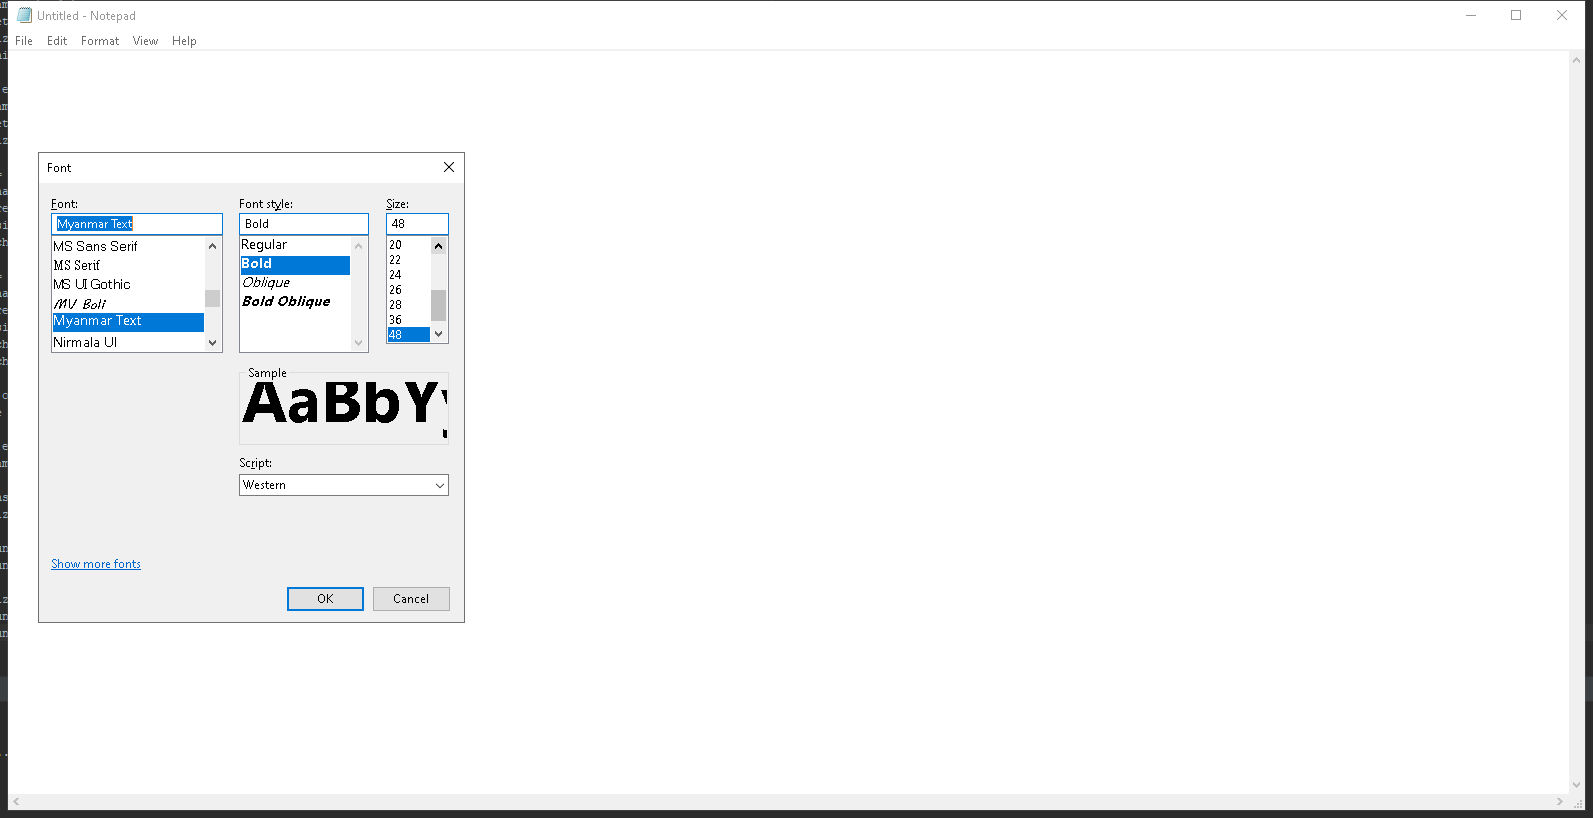 Untitled - Notepad
File Edit Format View Help
Font
Font: Font style: Size:
Myanmar Text Bold 48
MS Sans Serif Regular 20
MS Serif Bold 22
MS UI Gothic Oblique 24
MV Boli Bold Oblique 26
Myanmar Text 28
Nirmala UI 36
48
Sample
AaBbYy
Script:
Western
Show more fonts
OK Cancel